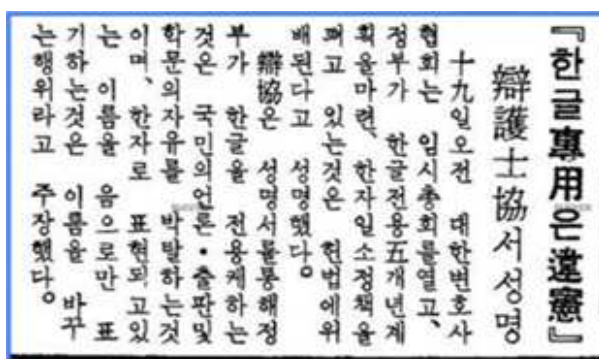 『한글專用은違憲』
辯護士協서성명
十九일오전 대한변호사
협회는 임시총회를열고、
정부가 한글전용五개년계
획을마련、한자일소정책을
펴고 있는것은 헌법에위
배된다고 성명했다。
辯協은 성명서를통해정
부가 한글을 전용케하는
것은 국민의언론·출판및
학문의자유를 박탈하는것
이며、한자로 표현되고있
는 이름을 음으로만 표
기하는것은 이름을 바꾸
는행위라고 주장했다。